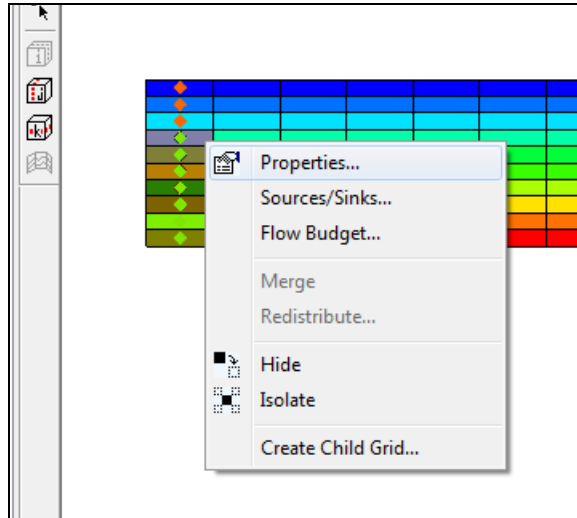 Properties...
Sources/Sinks...
Flow Budget...
Merge
Redistribute...
Hide
Isolate
Create Child Grid...